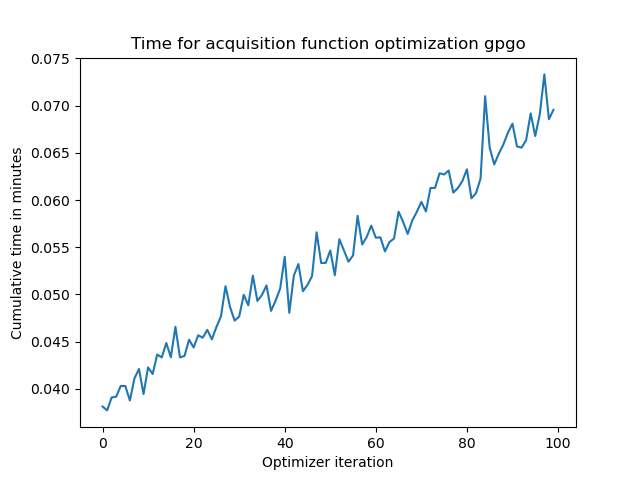 Time for acquisition function optimization gpgo
0.075
0.070
0.065
0.060
0.055
0.050
0.045
0.040
Cumulative time in minutes
0 20 40 60 80 100
Optimizer iteration